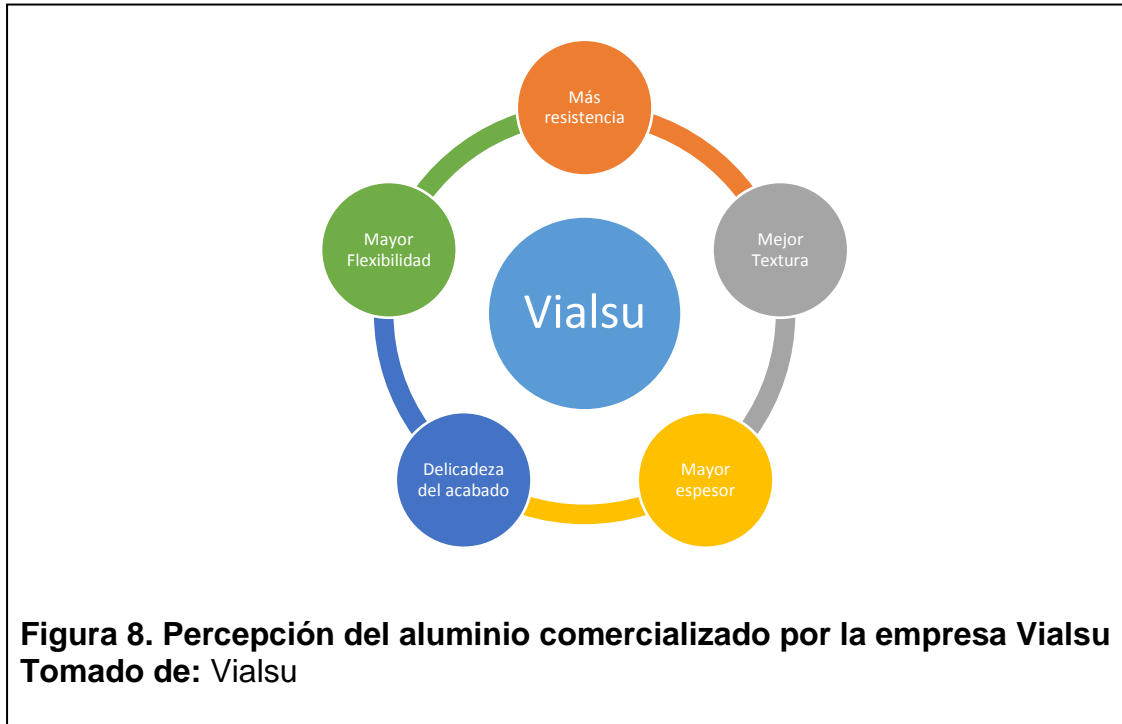 Más
resistencia
Mejor
Textura
Mayor
espesor
Delicadeza
del acabado
Mayor
Flexibilidad
Vialsu
Figura 8. Percepción del aluminio comercializado por la empresa Vialsu
Tomado de: Vialsu